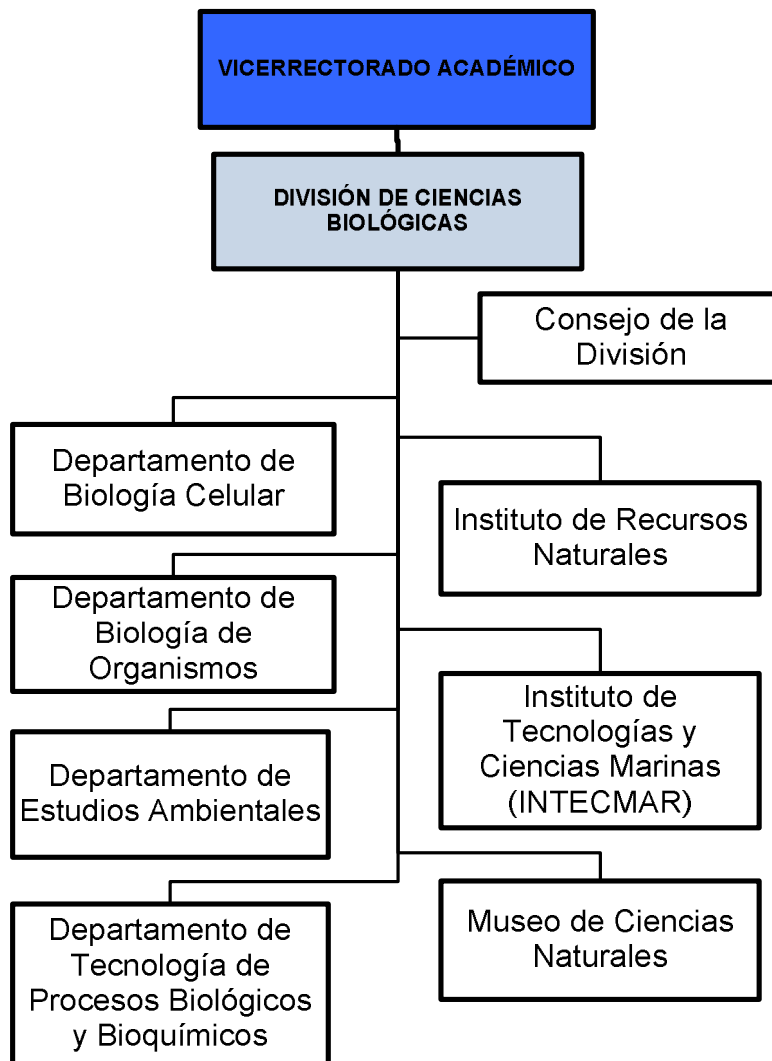 VICERRECTORADO ACADÉMICO
DIVISIÓN DE CIENCIAS
BIOLÓGICAS
Consejo de la
División
Departamento de
Biología Celular
Instituto de Recursos
Naturales
Departamento de
Biología de
Organismos
Instituto de
Tecnologías y
Ciencias Marinas
(INTECMAR)
Departamento de
Estudios Ambientales
Museo de Ciencias
Naturales
Departamento de
Tecnología de
Procesos Biológicos
y Bioquímicos